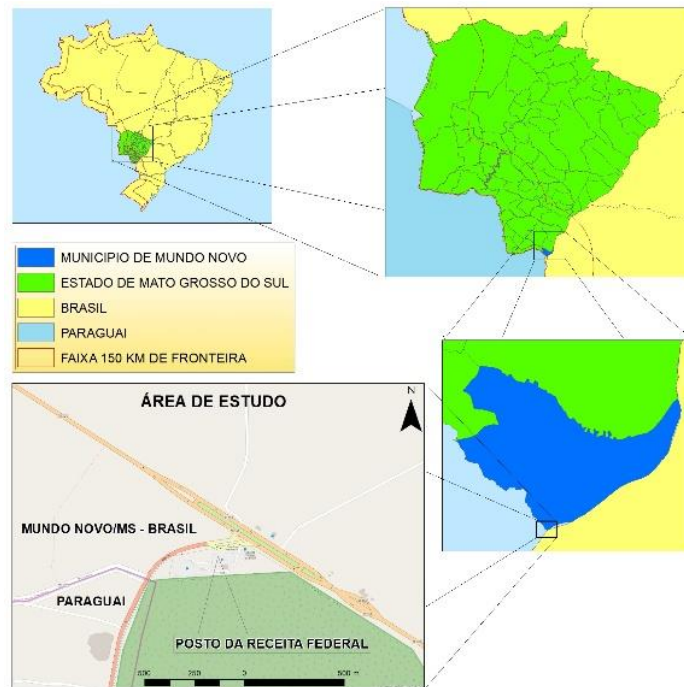 MUNICIPIO DE MUNDO NOVO
ESTADO DE MATO GROSSO DO SUL
BRASIL
PARAGUAI
FAIXA 150 KM DE FRONTEIRA
ÁREA DE ESTUDO
N
MUNDO NOVO/MS - BRASIL
PARAGUAI
POSTO DA RECEITA FEDERAL
500 250 0 500 m